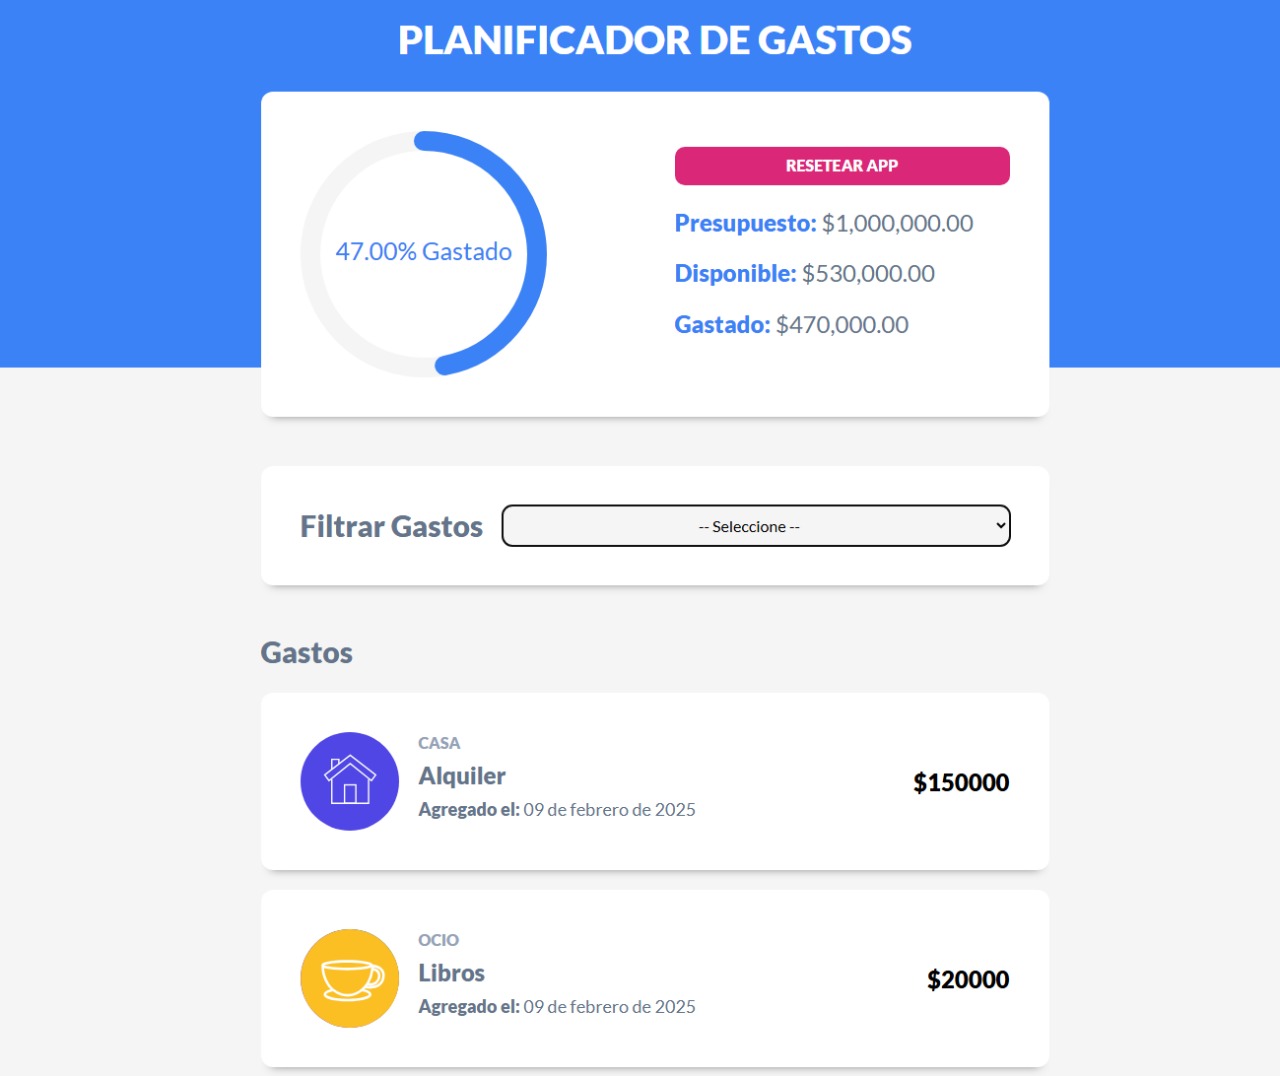 PLANIFICADOR DE GASTOS
47.00% Gastado
RESETEAR APP
Presupuesto: $1,000,000.00
Disponible: $530,000.00
Gastado: $470,000.00
Filtrar Gastos
-- Seleccione --
Gastos
CASA
Alquiler
Agregado el: 09 de febrero de 2025
$150000
OCIO
Libros
Agregado el: 09 de febrero de 2025
$20000